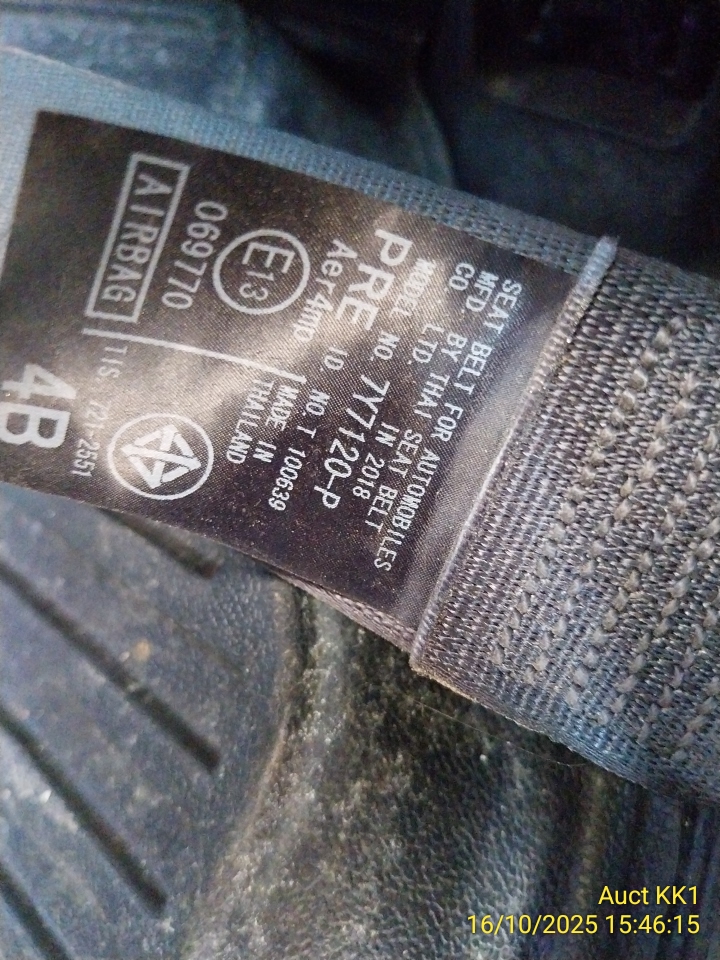 SEAT BELT FOR AUTOMOBILES
MFD. BY THAI SEAT BELT
CO LTD. IN 2018
MODEL NO. 7Y7120-P
PRE
Aer4mp ID NO. T 100639
E13 MADE IN
THAILAND
069770
AIRBAG TIS. 721-2551
4B
Auct KK1
16/10/2025 15:46:15